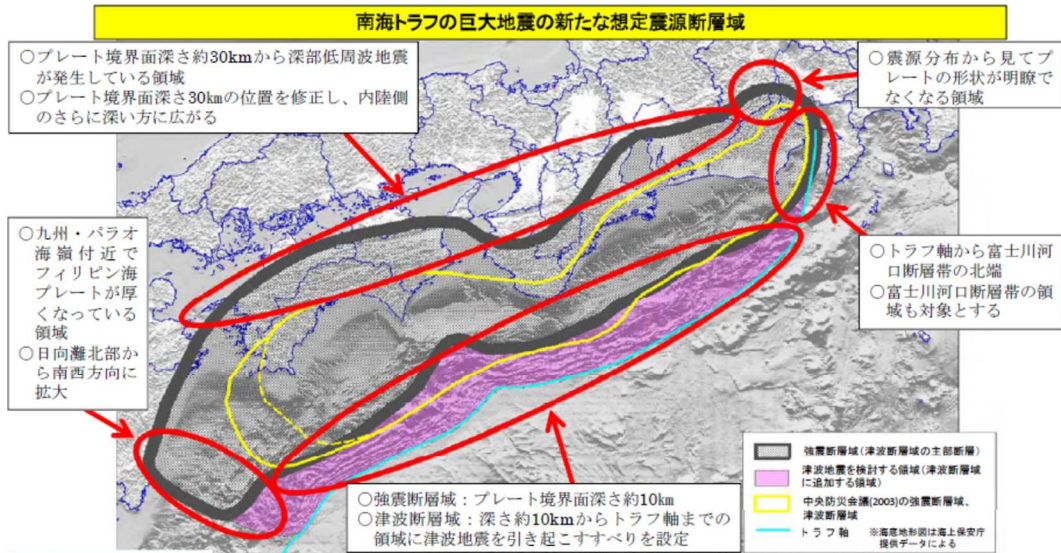 南海トラフの巨大地震の新たな想定震源断層域
○プレート境界面深さ約30kmから深部低周波地震
が発生している領域
○プレート境界面深さ30kmの位置を修正し、内陸側
のさらに深い方に広がる
○震源分布から見てプ
レートの形状が明瞭で
なくなる領域
○九州・パラオ
海嶺付近で
フィリピン海
プレートが厚
くなっている
領域
○日向灘北部か
ら南西方向に
拡大
○トラフ軸から富士川河
口断層帯の北端
○富士川河口断層帯の領
域も対象とする
○強震断層域：プレート境界面深さ約10km
○津波断層域：深さ約10kmからトラフ軸までの
領域に津波地震を引き起こすすべりを設定
強震断層域(津波断層域の主部断層)
津波地震を検討する領域(津波断層域
に追加する領域)
中央防災会議(2003)の強震断層域、
津波断層域
トラフ軸 ※海底地形図は海上保安庁
提供データによる